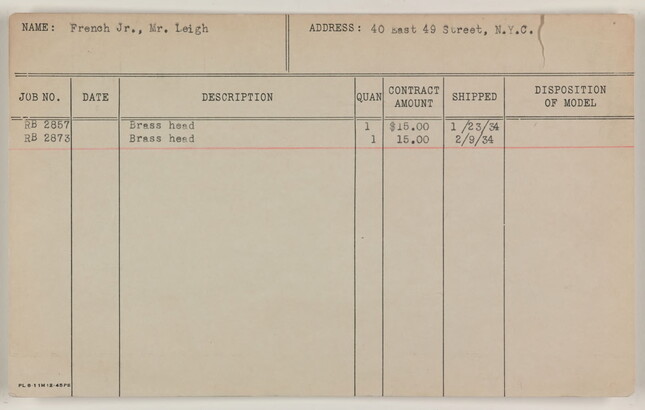 NAME: French Jr., Mr. Leigh ADDRESS: 40 East 49 Street, N.Y.C.
JOB NO. DATE DESCRIPTION QUAN CONTRACT AMOUNT SHIPPED DISPOSITION OF MODEL
RB 2857 Brass head 1 $15.00 1/23/34
RB 2873 Brass head 1 15.00 2/9/34